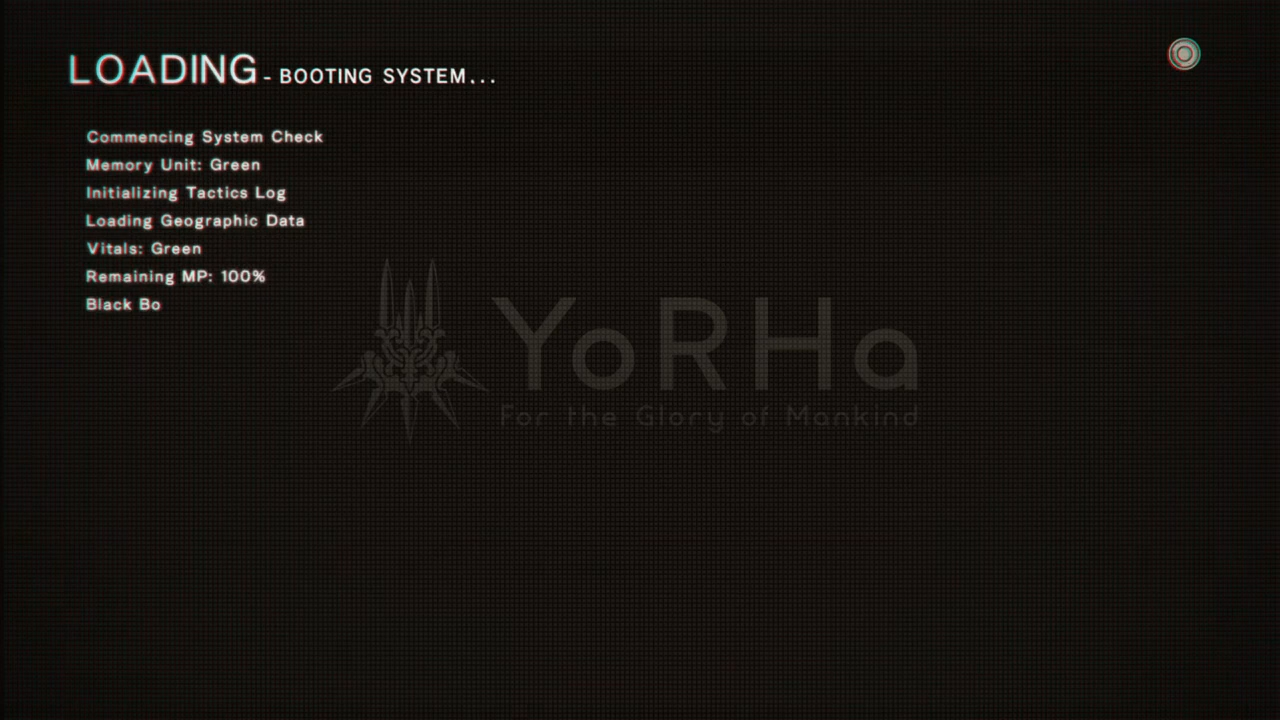 LOADING - BOOTING SYSTEM...
Commencing System Check
Memory Unit: Green
Initializing Tactics Log
Loading Geographic Data
Vitals: Green
Remaining MP: 100%
Black Bo
YoRHa
For the Glory of Mankind